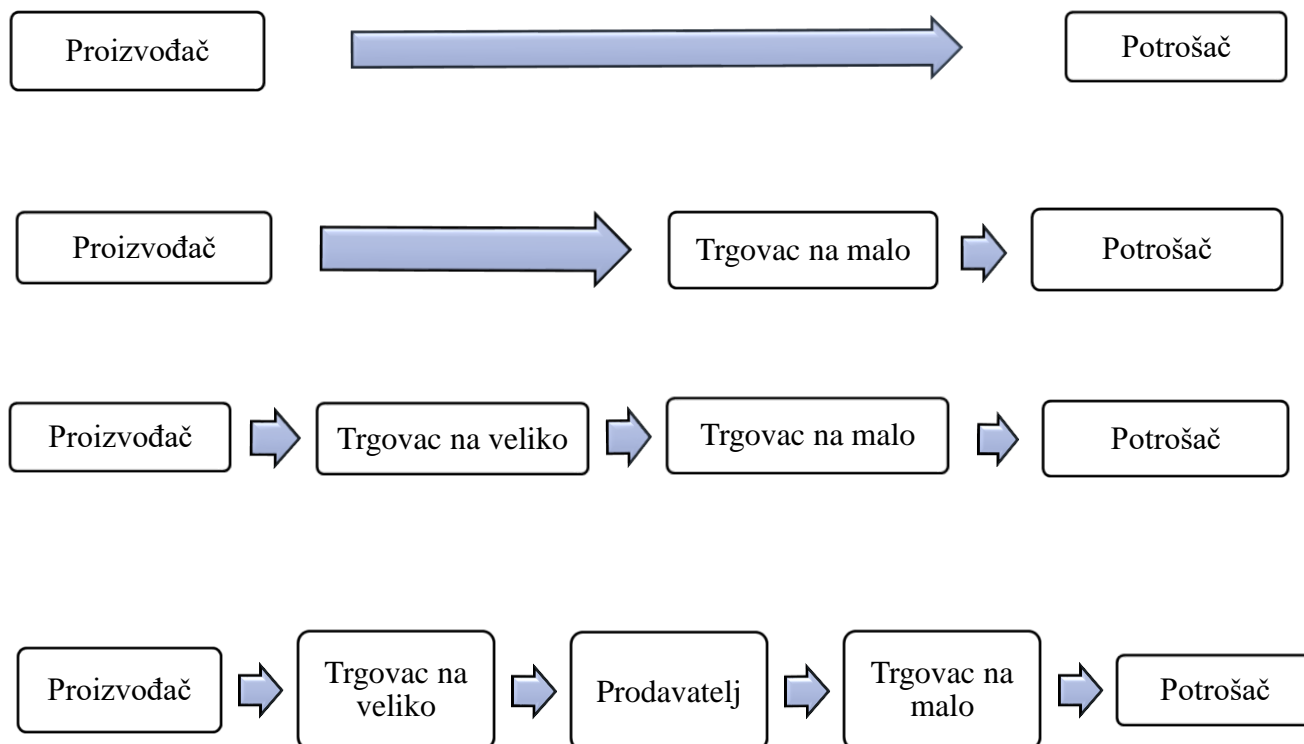 Proizvođač
Potrošač
Proizvođač
Trgovac na malo
Potrošač
Proizvođač
Trgovac na veliko
Trgovac na malo
Potrošač
Proizvođač
Trgovac na
veliko
Prodavatelj
Trgovac na
malo
Potrošač